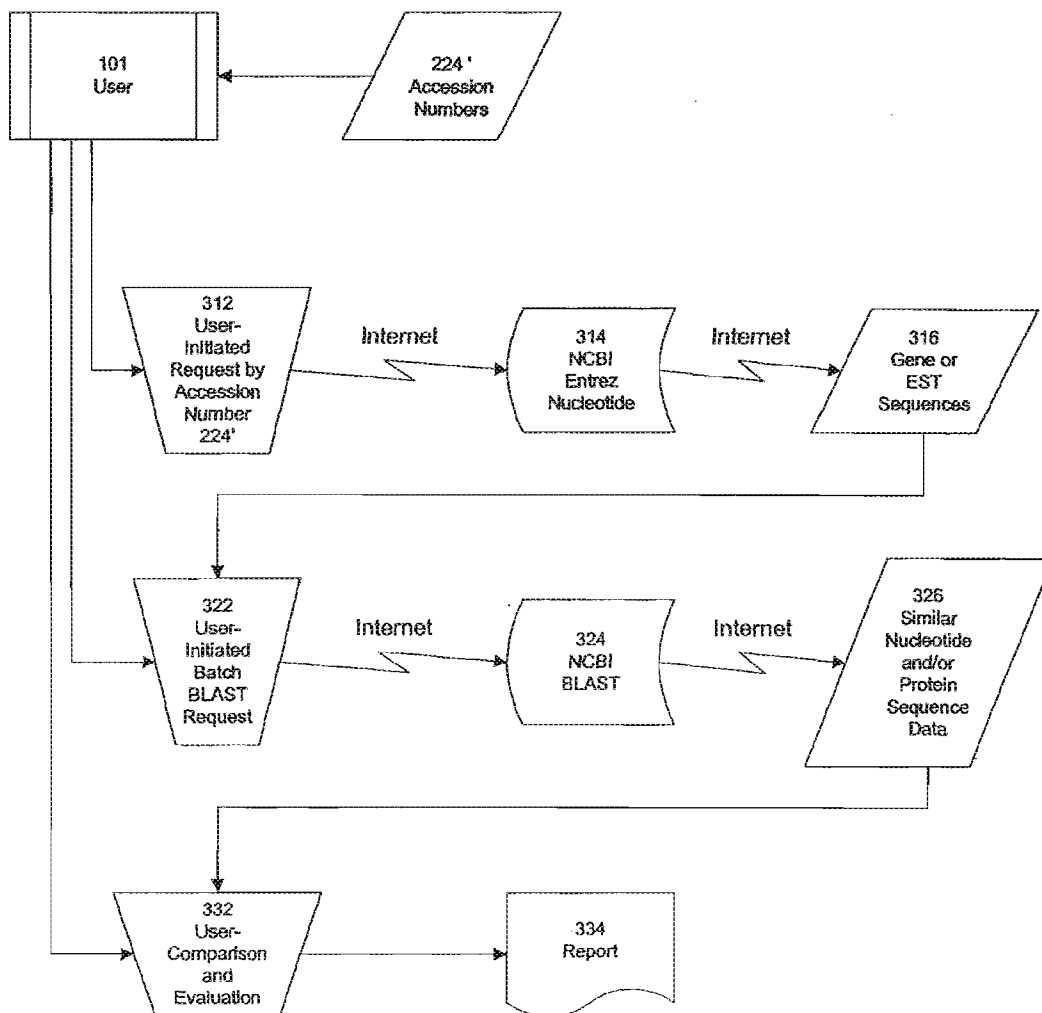 101
User
224 '
Accession
Numbers
312
User-
Initiated
Request by
Accession
Number
224'
Internet
314
NCBI
Entrez
Nucleotide
Internet
316
Gene or
EST
Sequences
322
User-
Initiated
Batch
BLAST
Request
Internet
324
NCBI
BLAST
Internet
326
Similar
Nucleotide
and/or
Protein
Sequence
Data
332
User-
Comparison
and
Evaluation
334
Report